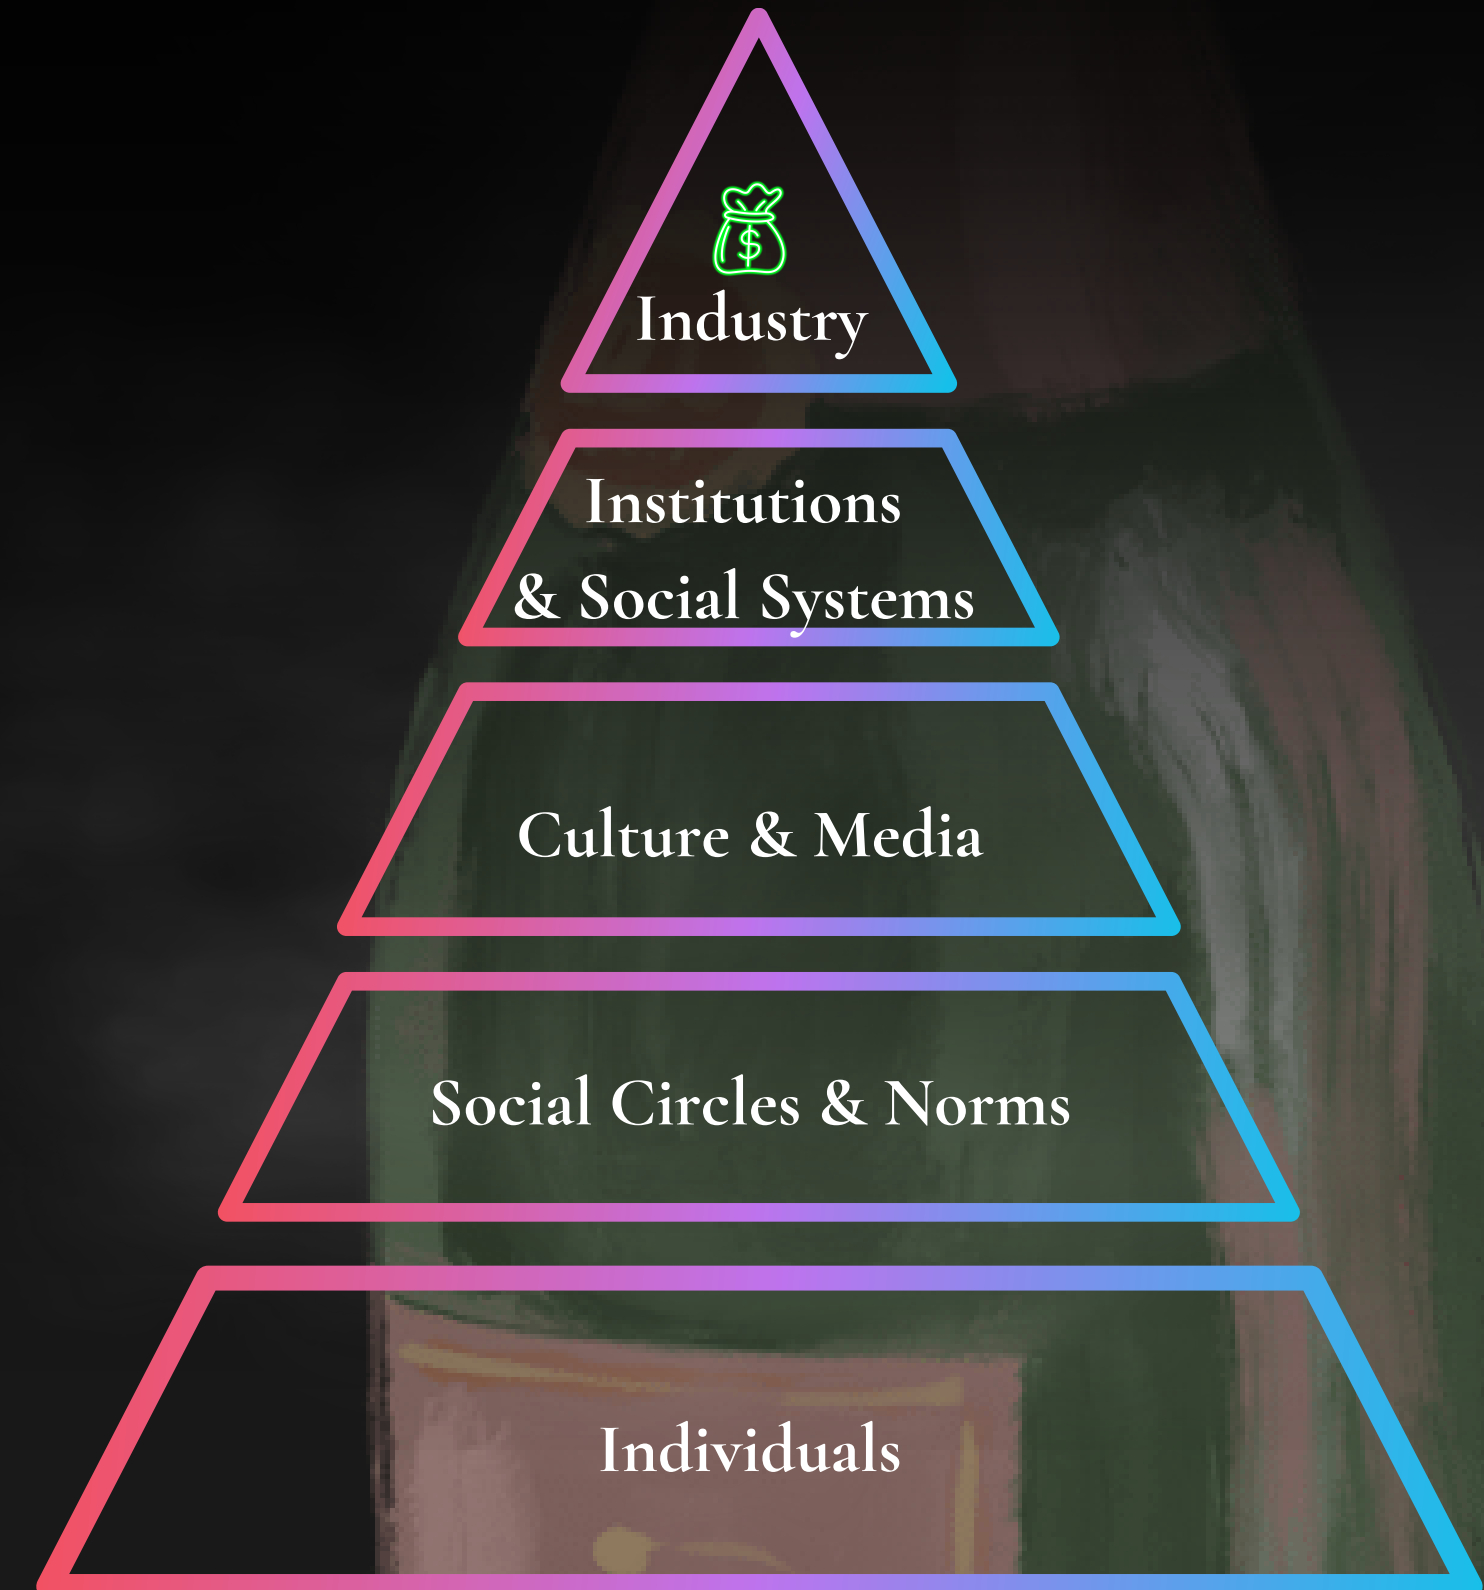 $
Industry
Institutions
& Social Systems
Culture & Media
Social Circles & Norms
Individuals